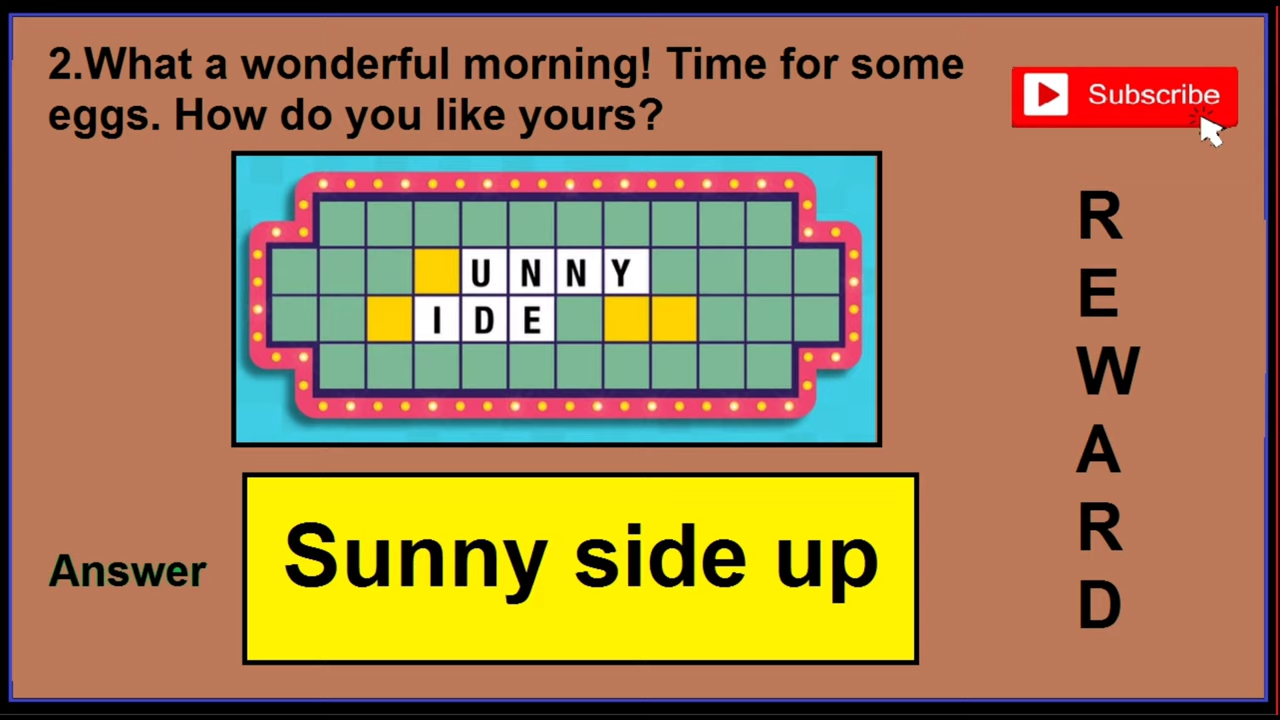 2.What a wonderful morning! Time for some
eggs. How do you like yours?
Subscribe
UNNY
IDE
Answer
Sunny side up
R
E
W
A
R
D